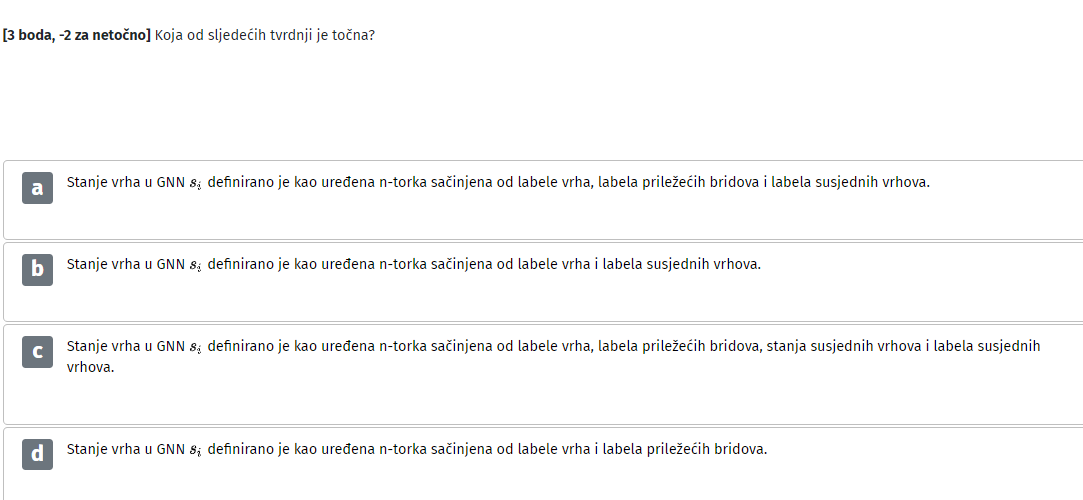 [3 boda, -2 za netočno] Koja od sljedećih tvrdnji je točna?
a Stanje vrha u GNN s_i definirano je kao uređena n-torka sačinjena od labele vrha, labela priležećih bridova i labela susjednih vrhova.
b Stanje vrha u GNN s_i definirano je kao uređena n-torka sačinjena od labele vrha i labela susjednih vrhova.
c Stanje vrha u GNN s_i definirano je kao uređena n-torka sačinjena od labele vrha, labela priležećih bridova, stanja susjednih vrhova i labela susjednih
vrhova.
d Stanje vrha u GNN s_i definirano je kao uređena n-torka sačinjena od labele vrha i labela priležećih bridova.